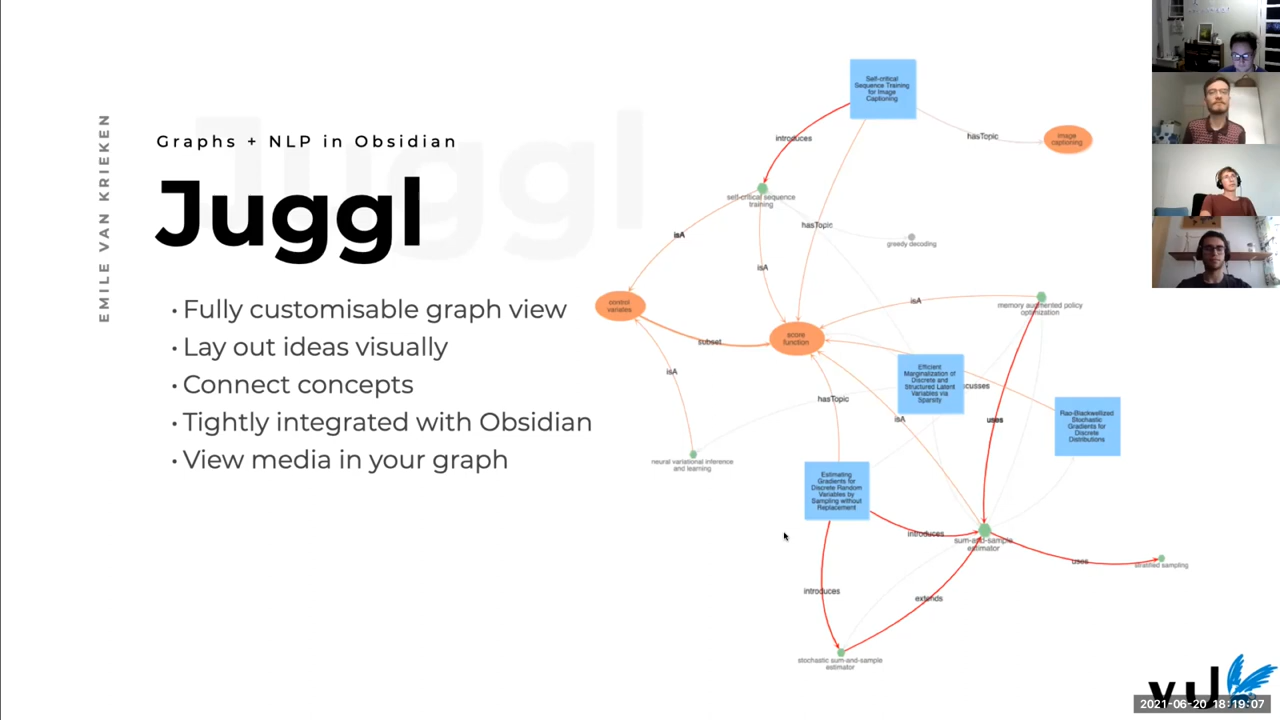 EMILE VAN KRIEKEN
Graphs + NLP in Obsidian
Juggl
• Fully customisable graph view
• Lay out ideas visually
• Connect concepts
• Tightly integrated with Obsidian
• View media in your graph
Self-critical
Sequence Training
for Image
Captioning
introduces
hasTopic
image
captioning
self-critical sequence
training
hasTopic
isA
greedy decoding
isA
control
variates
isA
memory augmented policy
optimization
subset
score
function
isA
Efficient
Marginalization of
Discrete and
Structured Latent
Variables via
Sparsity
cusses
hasTopic
isA
uses
Rao-Blackwellized
Stochastic
Gradients for
Discrete
Distributions
neural variational inference
and learning
Estimating
Gradients for
Discrete Random
Variables by
Sampling without
Replacement
introduces
sum-and-sample
estimator
uses
stratified sampling
introduces
extends
stochastic sum-and-sample
estimator
VU
2021-06-20 18:19:07